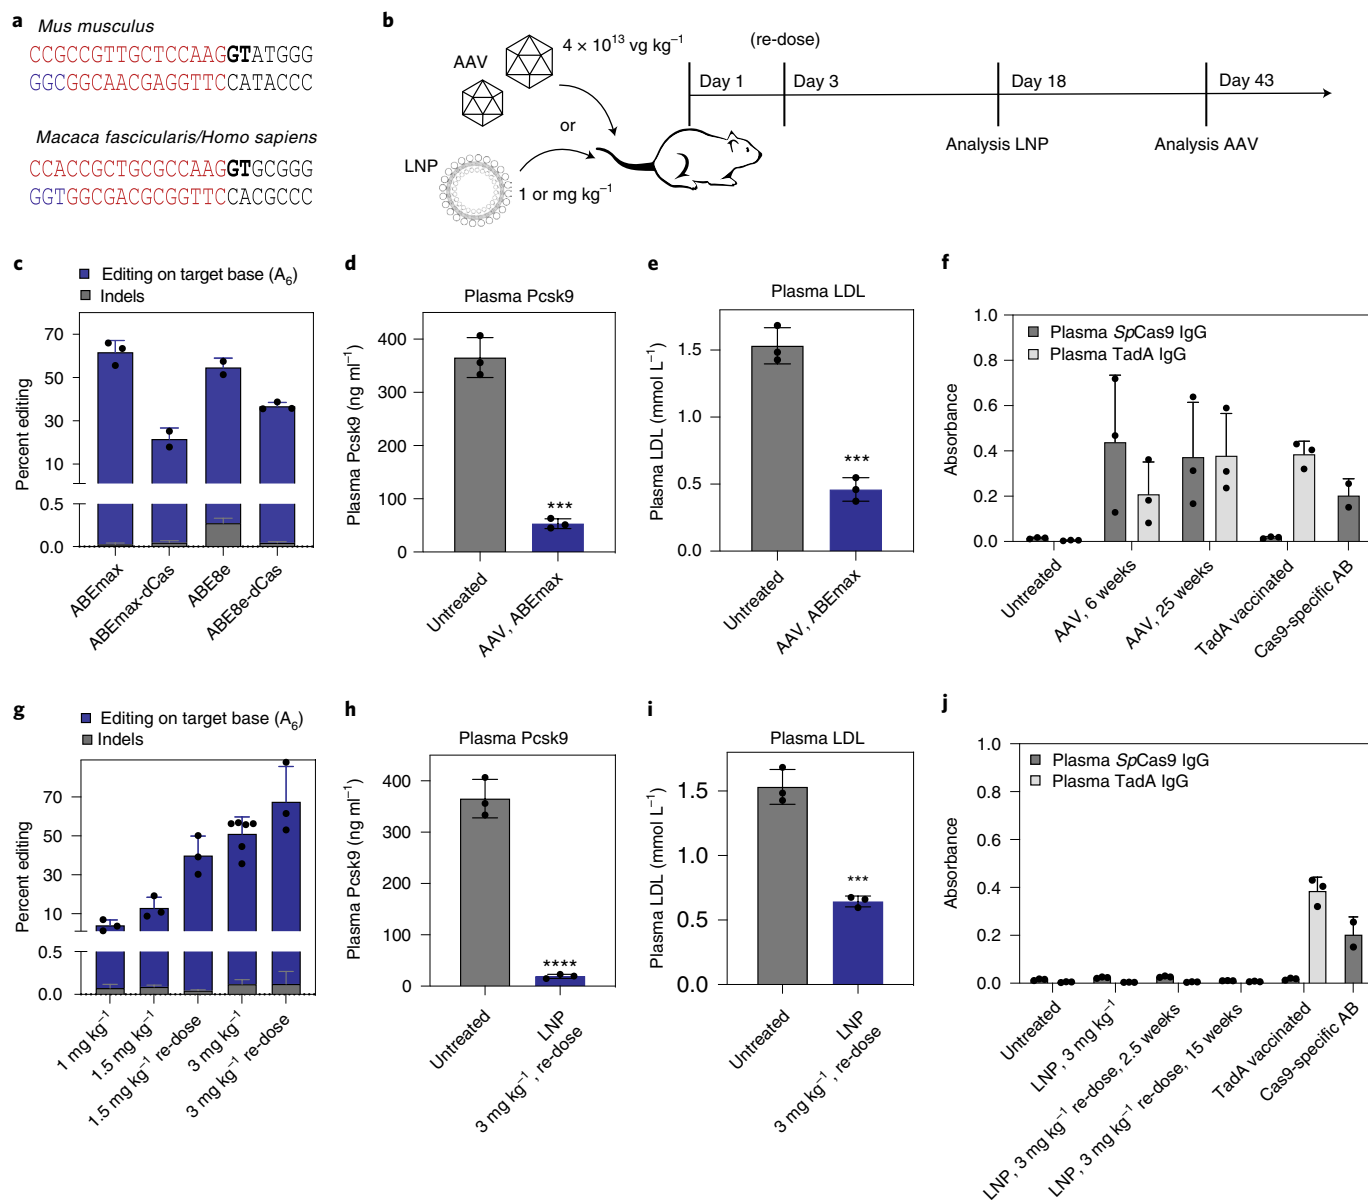 a
Mus musculus
CCGCCGTTGCTCCAAGGTATGGG
GGCGGCAACGAGGTTCCATACCC
Macaca fascicularis/Homo sapiens
CCACCGCTGCGCCAAGGTGCGGG
GGTGGCGACGCGGTTCCACGCCC
b
AAV
4 × 10¹³ vg kg⁻¹
or
LNP
1 or mg kg⁻¹
(re-dose)
Day 1
Day 3
Day 18
Day 43
Analysis LNP
Analysis AAV
c
Editing on target base (A₆)
Indels
Percent editing
70
50
30
10
0.5
0.0
ABEmax
ABEmax-dCas
ABE8e
ABE8e-dCas
d
Plasma Pcsk9
Plasma Pcsk9 (ng ml⁻¹)
400
300
200
100
0
***
Untreated
AAV, ABEmax
e
Plasma LDL
Plasma LDL (mmol L⁻¹)
1.5
1.0
0.5
0.0
***
Untreated
AAV, ABEmax
f
Plasma SpCas9 IgG
Plasma TadA IgG
Absorbance
1.0
0.8
0.6
0.4
0.2
0.0
Untreated
AAV, 6 weeks
AAV, 25 weeks
TadA vaccinated
Cas9-specific AB
g
Editing on target base (A₆)
Indels
Percent editing
70
50
30
10
0.5
0.0
1 mg kg⁻¹
1.5 mg kg⁻¹
1.5 mg kg⁻¹ re-dose
3 mg kg⁻¹
3 mg kg⁻¹ re-dose
h
Plasma Pcsk9
Plasma Pcsk9 (ng ml⁻¹)
400
300
200
100
0
****
Untreated
LNP
3 mg kg⁻¹, re-dose
i
Plasma LDL
Plasma LDL (mmol L⁻¹)
1.5
1.0
0.5
0.0
***
Untreated
LNP
3 mg kg⁻¹, re-dose
j
Plasma SpCas9 IgG
Plasma TadA IgG
Absorbance
1.0
0.8
0.6
0.4
0.2
0.0
Untreated
LNP, 3 mg kg⁻¹
LNP, 3 mg kg⁻¹ re-dose, 2.5 weeks
LNP, 3 mg kg⁻¹ re-dose, 15 weeks
TadA vaccinated
Cas9-specific AB